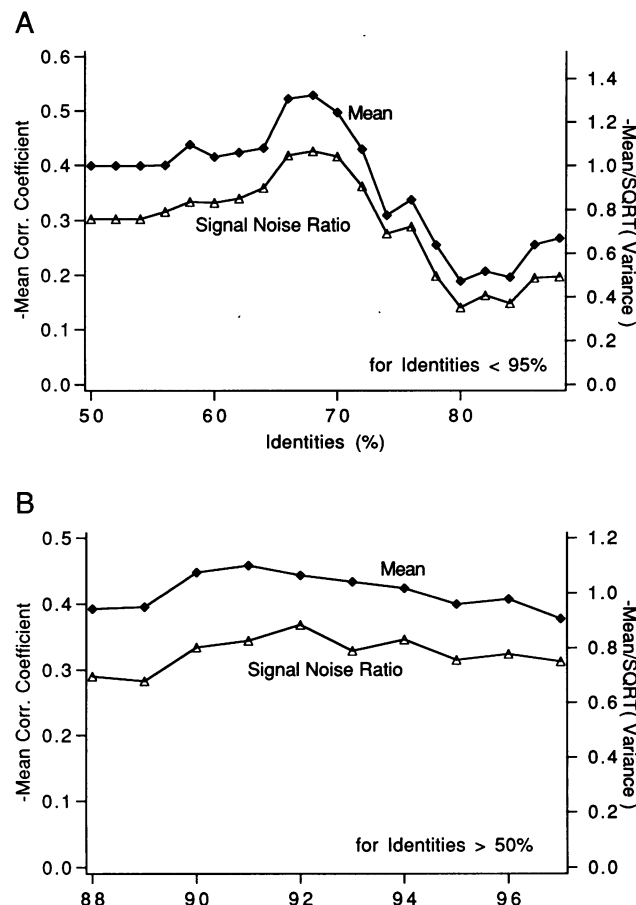 A
0.6
0.5
0.4
0.3
0.2
0.1
0.0
-Mean Corr. Coefficient
1.4
1.2
1.0
0.8
0.6
0.4
0.2
0.0
-Mean/SQRT( Variance )
Mean
Signal Noise Ratio
for Identities < 95%
50 60 70 80
Identities (%)
B
0.5
0.4
0.3
0.2
0.1
0.0
-Mean Corr. Coefficient
1.2
1.0
0.8
0.6
0.4
0.2
0.0
-Mean/SQRT( Variance )
Mean
Signal Noise Ratio
for Identities > 50%
88 90 92 94 96